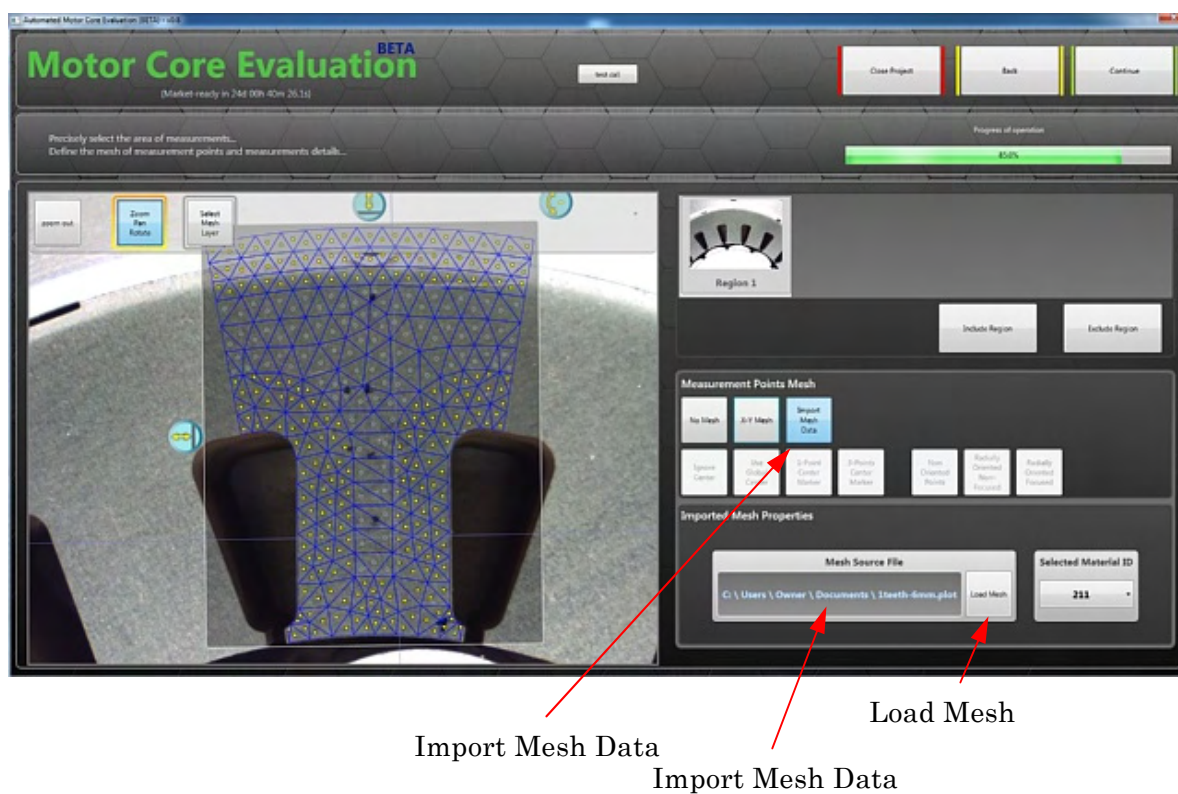 Automated Motor Core Evaluation (BETA) - v0.8
Motor Core Evaluation BETA
(Market-ready in 24d 00h 40m 26.1s)
test call
Close Project
Back
Continue
Precisely select the area of measurements...
Define the mesh of measurement points and measurements details...
Progress of operation
85.0%
zoom out
Zoom
Pan
Rotate
Select
Mesh
Layer
Region 1
Include Region
Exclude Region
Measurement Points Mesh
No Mesh
X-Y Mesh
Import
Mesh
Data
Ignore
Center
Use
Global
Center
Center
Marker
3-Points
Center
Marker
Non
Oriented
Points
Radially
Oriented
Non-
Focused
Radially
Oriented
Focused
Imported Mesh Properties
Mesh Source File
C: \ Users \ Owner \ Documents \ 1teeth-6mm.plot
Load Mesh
Selected Material ID
211
Load Mesh
Import Mesh Data
Import Mesh Data